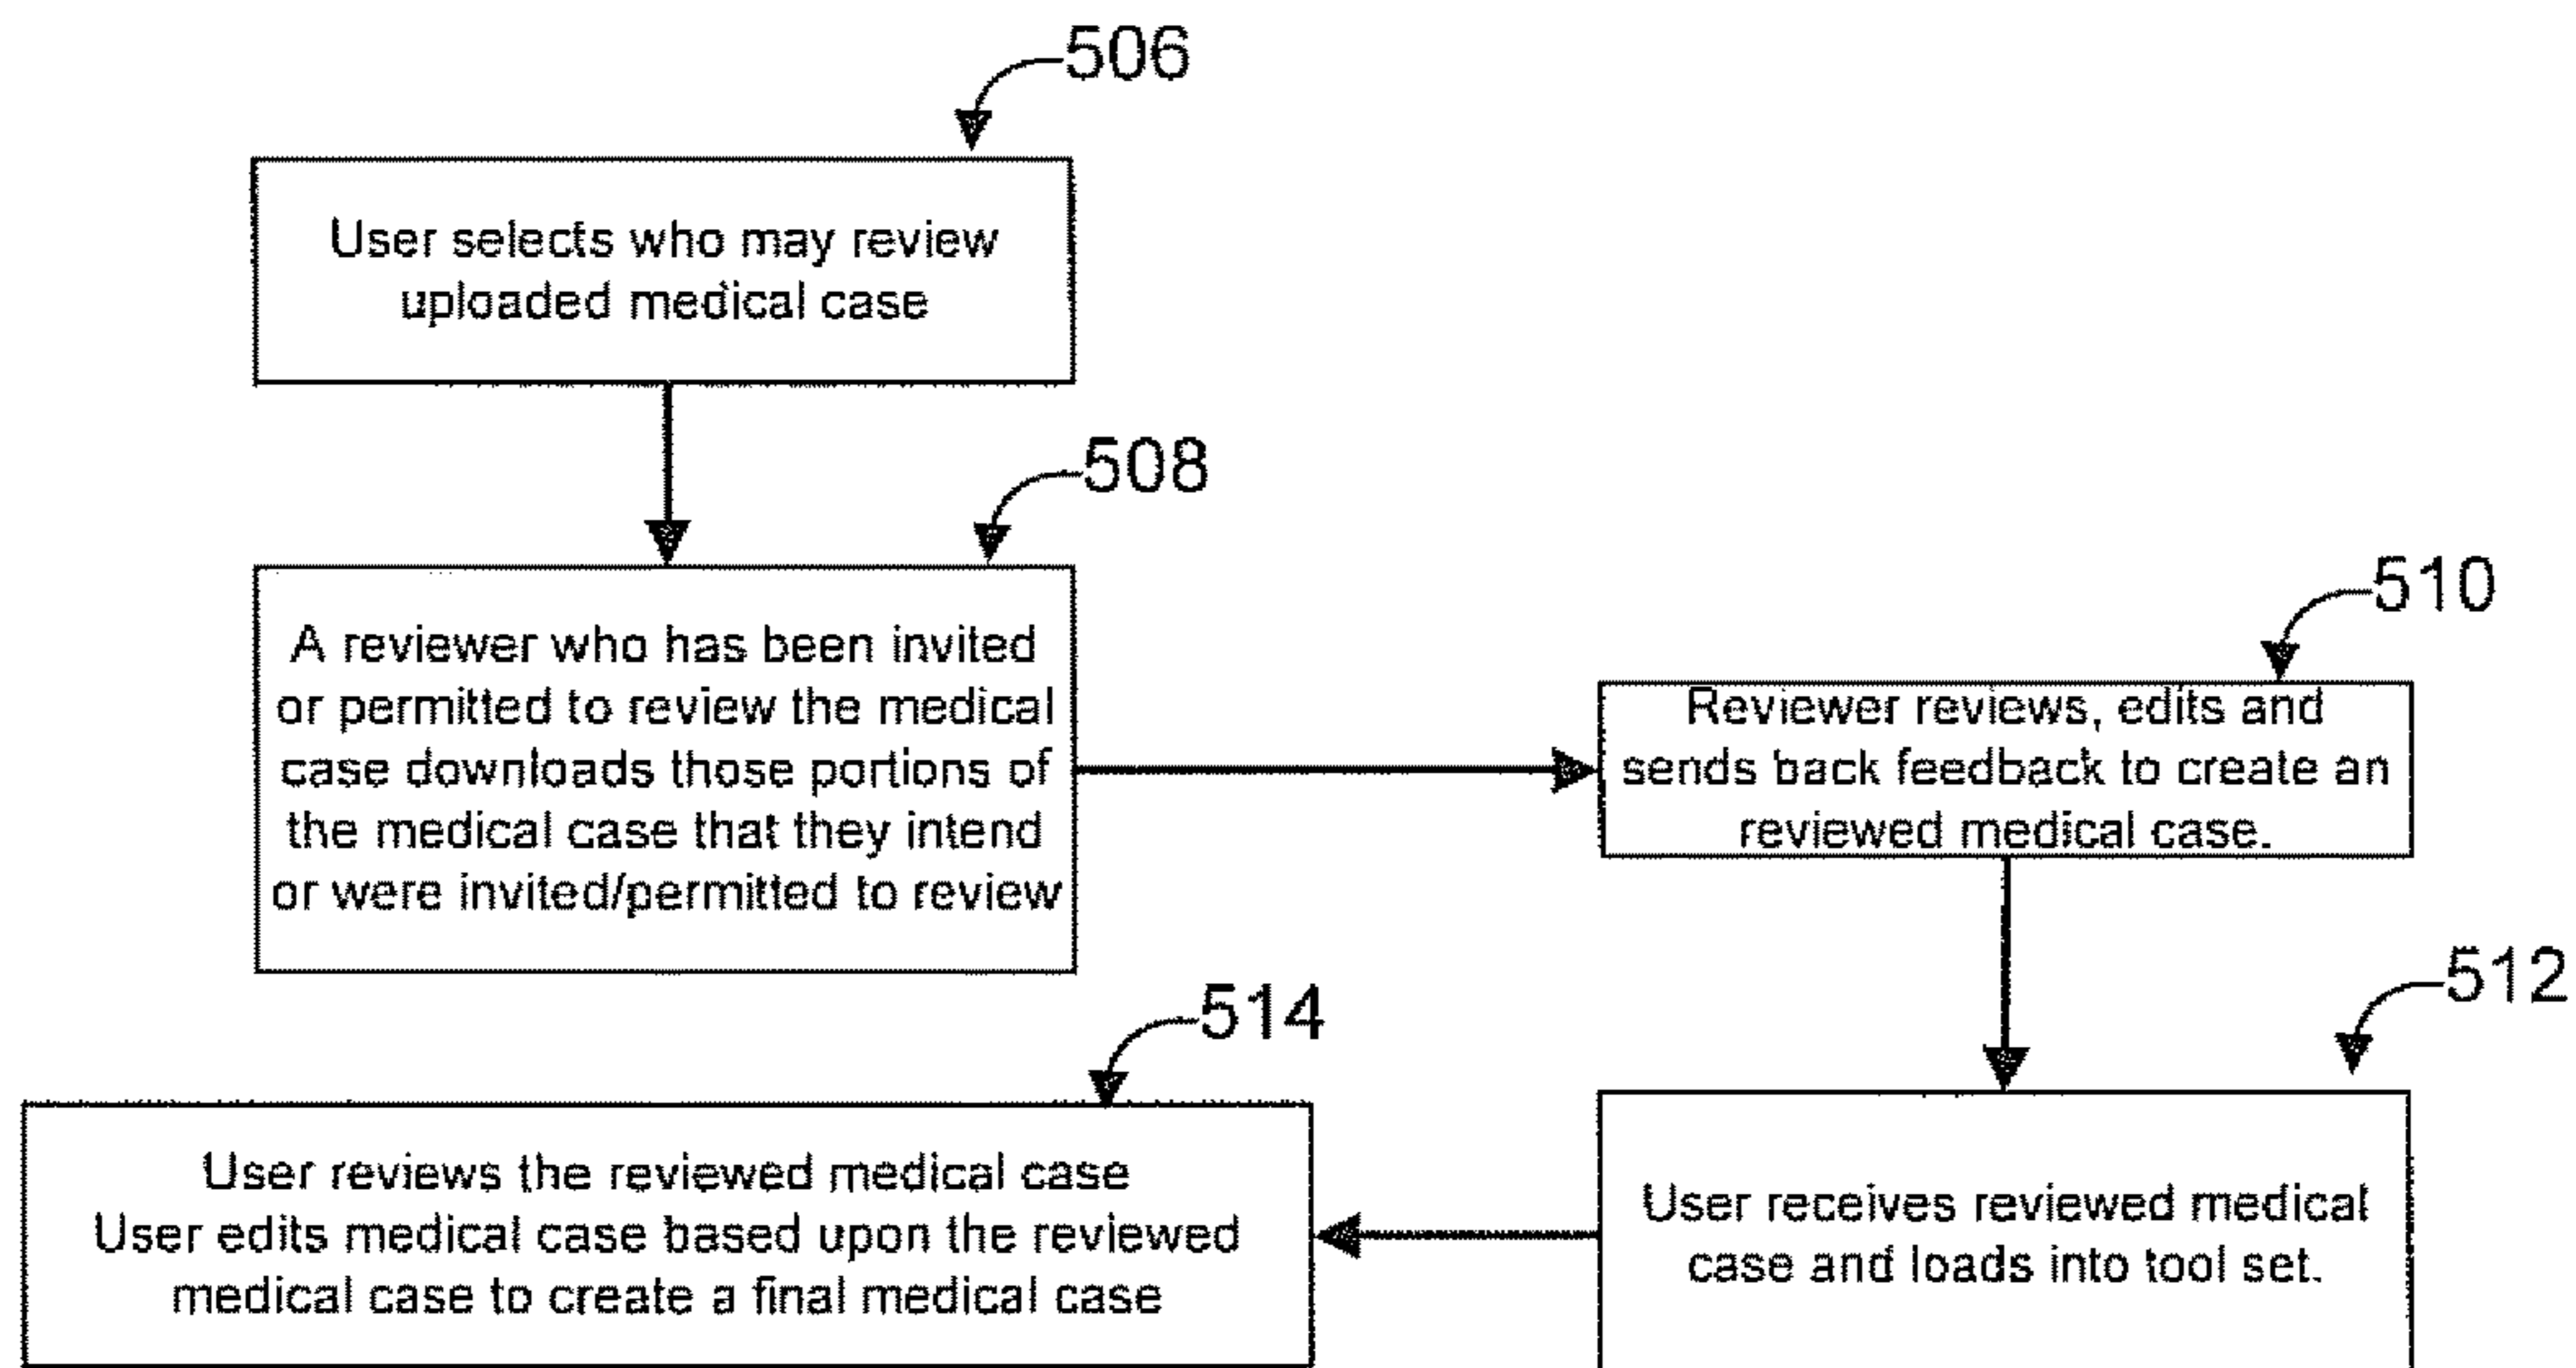 506
User selects who may review
uploaded medical case
508
A reviewer who has been invited
or permitted to review the medical
case downloads those portions of
the medical case that they intend
or were invited/permitted to review
510
Reviewer reviews, edits and
sends back feedback to create an
reviewed medical case.
512
User receives reviewed medical
case and loads into tool set.
514
User reviews the reviewed medical case
User edits medical case based upon the reviewed
medical case to create a final medical case